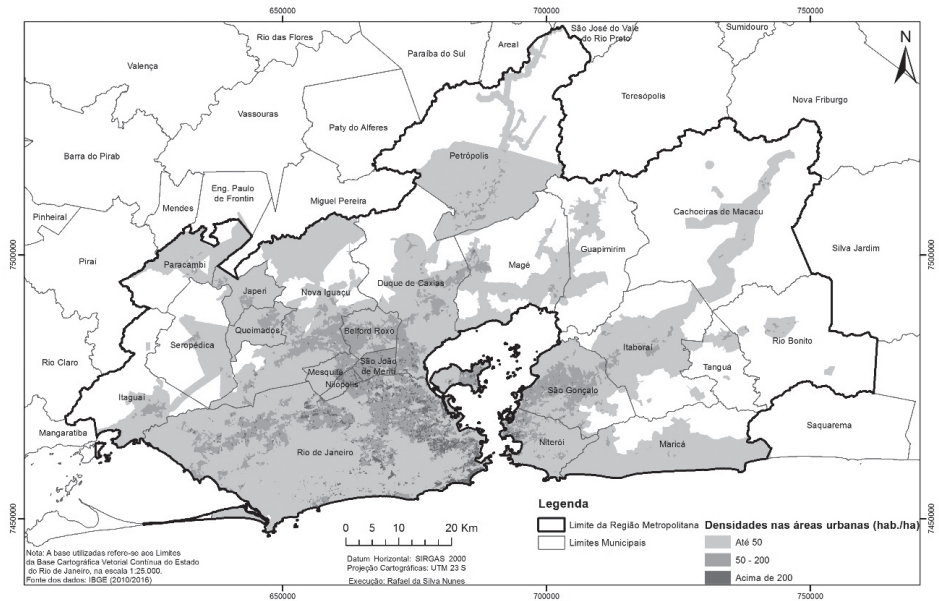 650000 700000 750000
N
Rio das Flores
São José do Vale
do Rio Preto
Sumidouro
Areal
Paraíba do Sul
Valença
Teresópolis
Nova Friburgo
Vassouras
Paty do Alferes
Barra do Pirab
Petrópolis
Eng. Paulo
de Frontin
Mendes
Miguel Pereira
Pinheiral
Cachoeiras de Macacu
7500000
7500000
Silva Jardim
Piraí
Paracambi
Guapimirim
Magé
Duque de Caxias
Japeri
Nova Iguaçu
Queimados
Belford Roxo
Seropédica
Itaboraí
Rio Bonito
Rio Claro
São João
de Meriti
Mesquita
Nilópolis
Tanguá
São Gonçalo
Itaguaí
Saquarema
Mangaratiba
Niterói
Maricá
Rio de Janeiro
7450000
7450000
Legenda
Limite da Região Metropolitana
Limites Municipais
Densidades nas áreas urbanas (hab./ha)
Até 50
50 - 200
Acima de 200
0 5 10 20 Km
Datum Horizontal: SIRGAS 2000
Projeção Cartográficas: UTM 23 S
Execução: Rafael da Silva Nunes
Nota: A base utilizadas refere-se aos Limites
da Base Cartográfica Vetorial Contínua do Estado
do Rio de Janeiro, na escala 1:25.000.
Fonte dos dados: IBGE (2010/2016)
650000 700000 750000